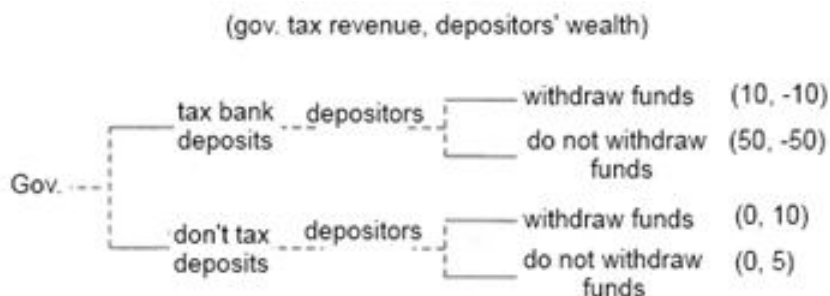 (gov. tax revenue, depositors' wealth)
withdraw funds (10, -10)
tax bank deposits
depositors
do not withdraw funds (50, -50)
Gov.
withdraw funds (0, 10)
don't tax deposits
depositors
do not withdraw funds (0, 5)